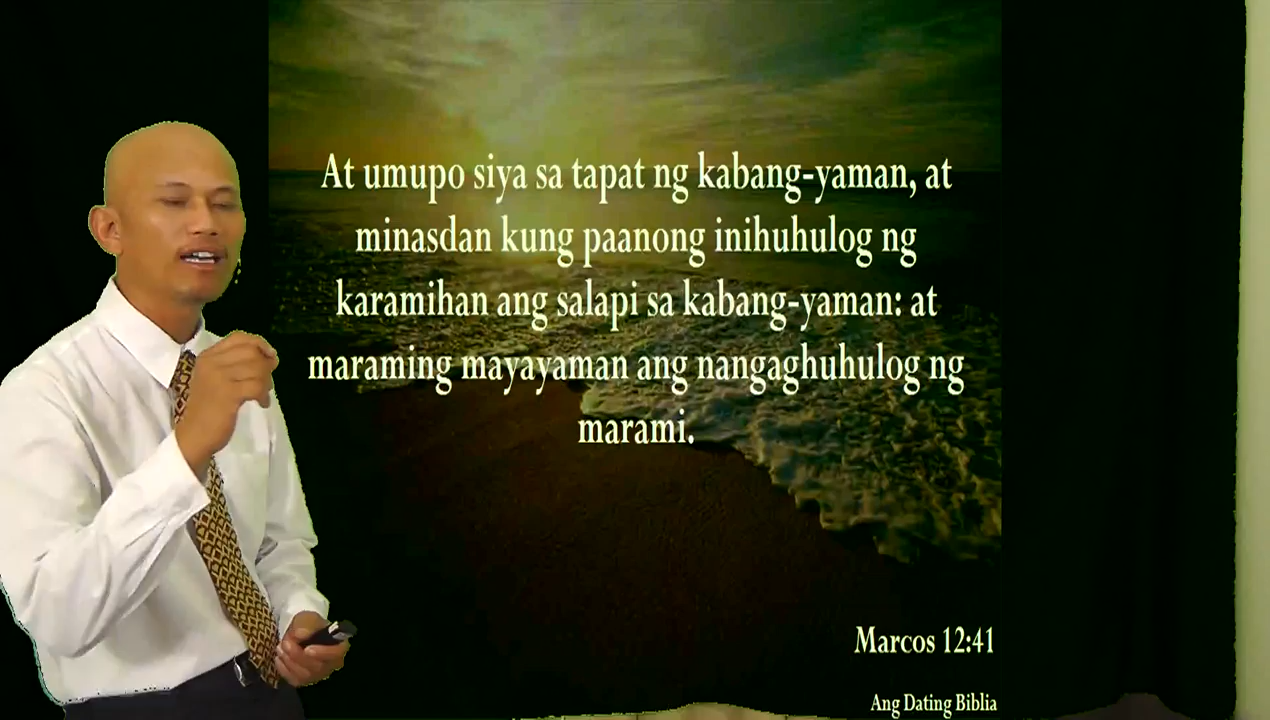 At umupo siya sa tapat ng kabang-yaman, at
minasdan kung paanong inihuhulog ng
karamihan ang salapi sa kabang-yaman: at
maraming mayayaman ang nangaghuhulog ng
marami.
Marcos 12:41
Ang Dating Biblia